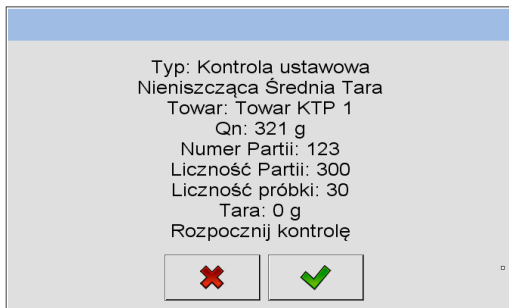 Typ: Kontrola ustawowa
Nieniszcząca Średnia Tara
Towar: Towar KTP 1
Qn: 321 g
Numer Partii: 123
Liczność Partii: 300
Liczność próbki: 30
Tara: 0 g
Rozpocznij kontrolę